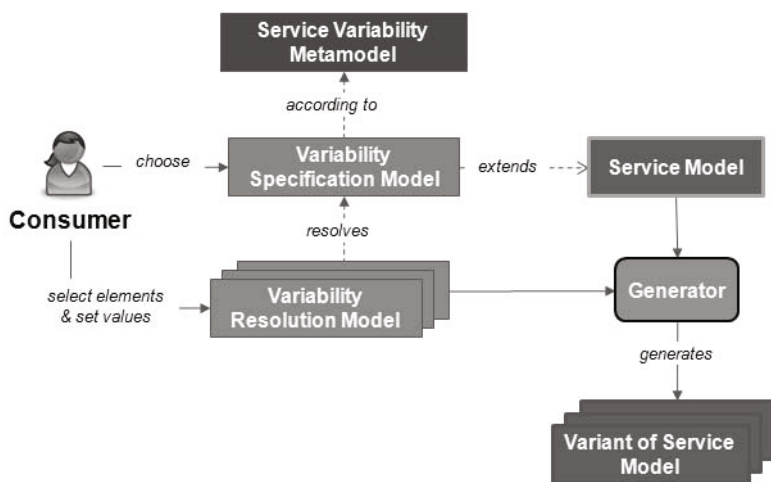 Service Variability
Metamodel
according to
choose
Variability
Specification Model
extends
Service Model
Consumer
resolves
select elements
& set values
Variability
Resolution Model
Generator
generates
Variant of Service
Model